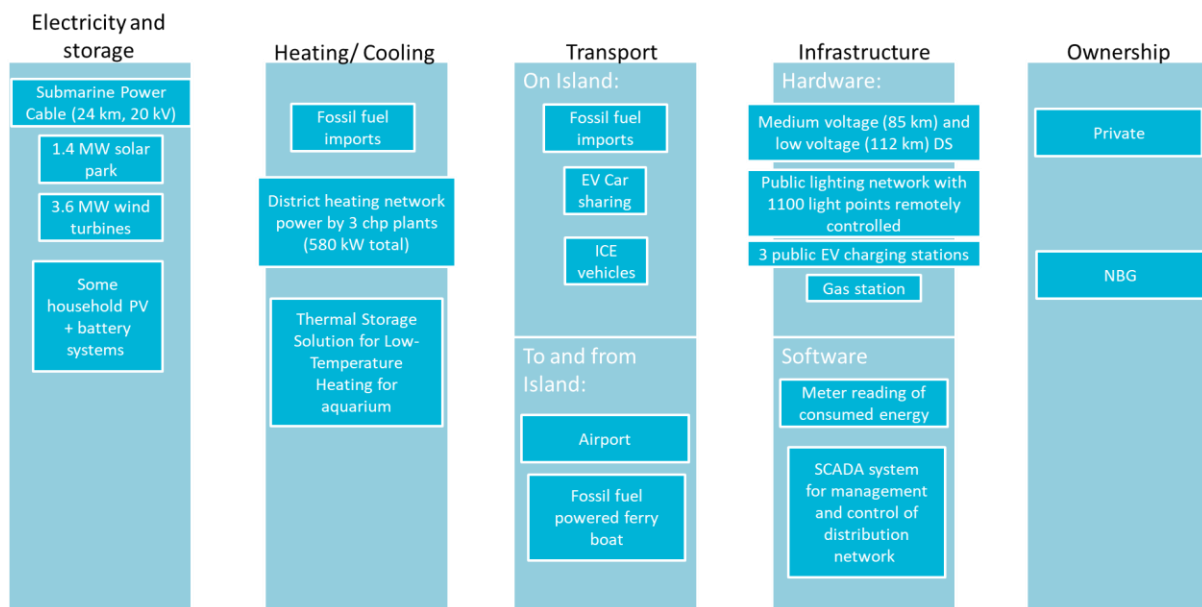 Electricity and
storage
Submarine Power
Cable (24 km, 20 kV)
1.4 MW solar
park
3.6 MW wind
turbines
Some
household PV
+ battery
systems
Heating/ Cooling
Fossil fuel
imports
District heating network
power by 3 chp plants
(580 kW total)
Thermal Storage
Solution for Low-
Temperature
Heating for
aquarium
Transport
On Island:
Fossil fuel
imports
EV Car
sharing
ICE
vehicles
To and from
Island:
Airport
Fossil fuel
powered ferry
boat
Infrastructure
Hardware:
Medium voltage (85 km) and
low voltage (112 km) DS
Public lighting network with
1100 light points remotely
controlled
3 public EV charging stations
Gas station
Software
Meter reading of
consumed energy
SCADA system
for management
and control of
distribution
network
Ownership
Private
NBG